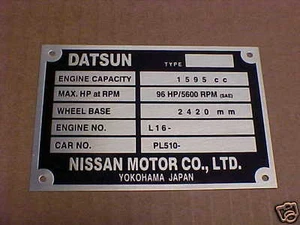 DATSUN TYPE
ENGINE CAPACITY 1595 cc
MAX. HP at RPM 96 HP/5600 RPM (SAE)
WHEEL BASE 2420 mm
ENGINE NO. L16-
CAR NO. PL510-
NISSAN MOTOR CO., LTD.
YOKOHAMA JAPAN